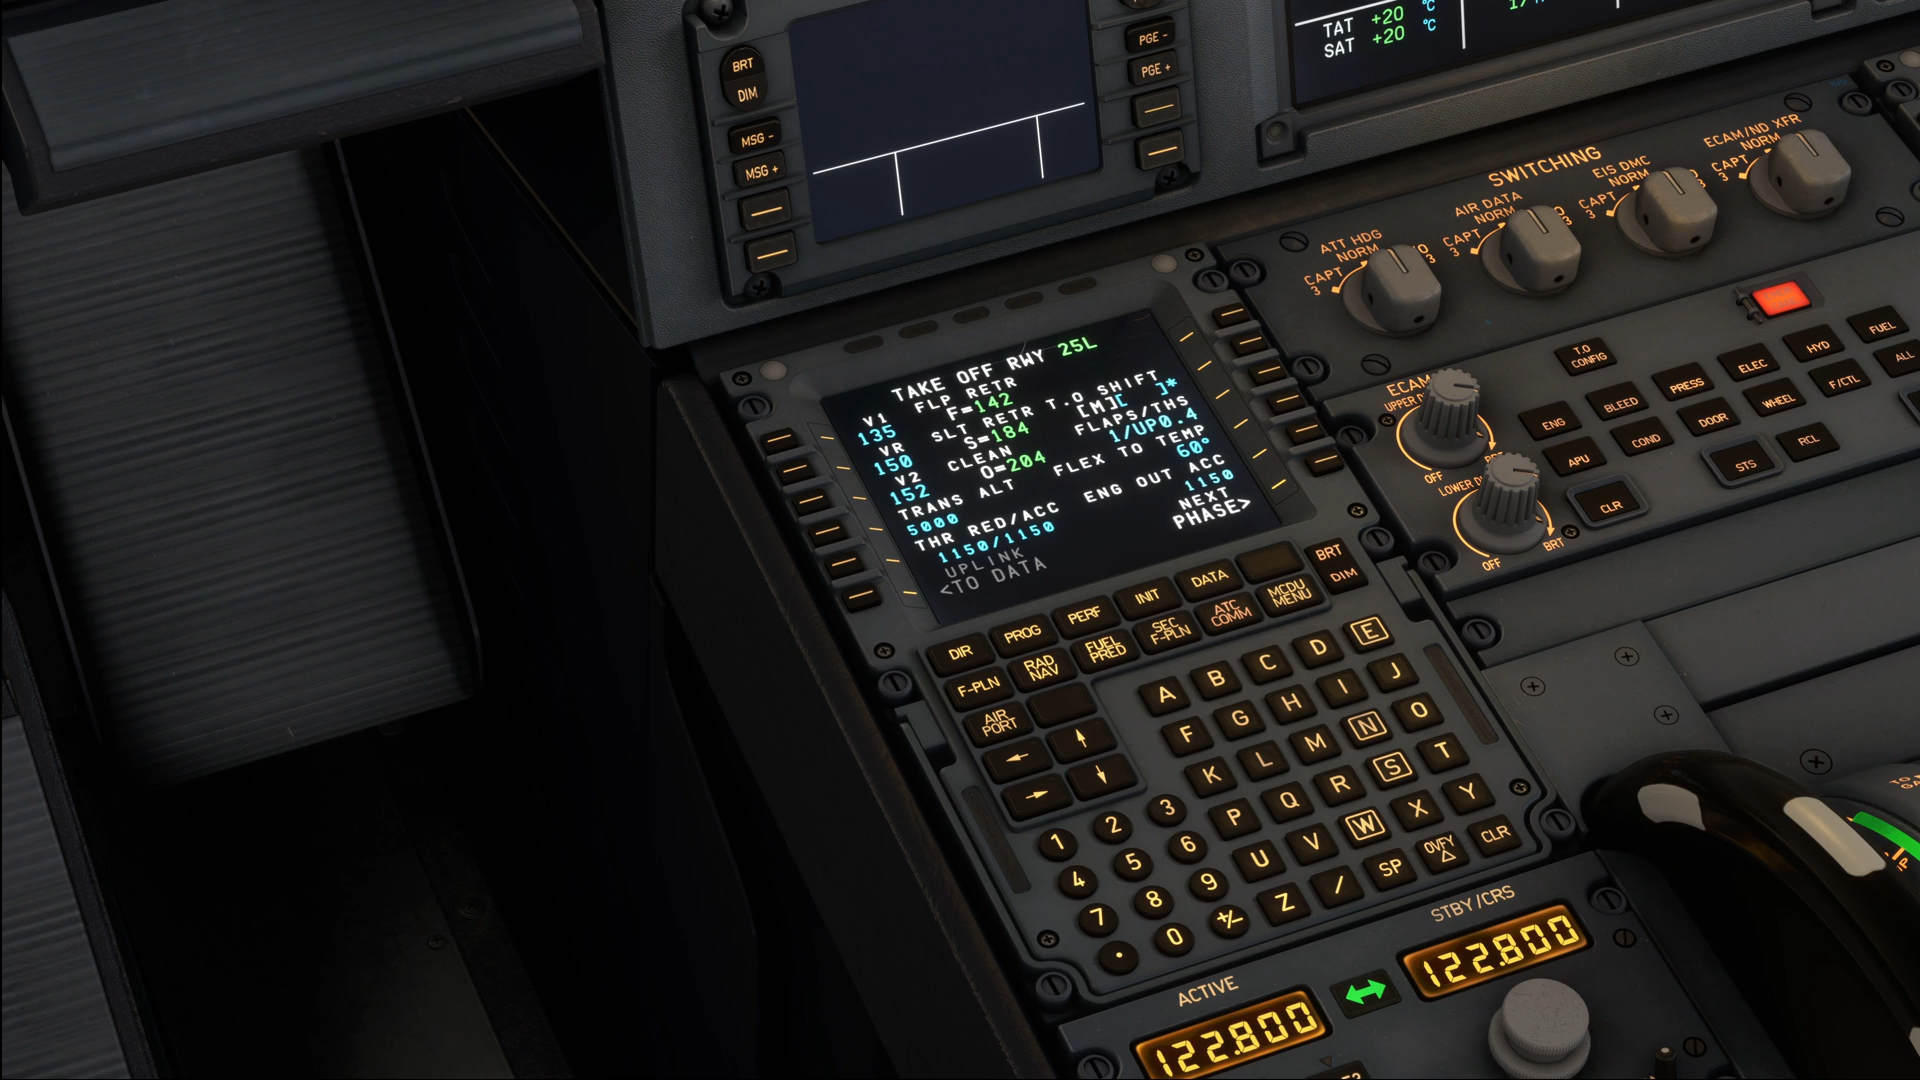 BRT
DIM
MSG -
MSG +
PGE -
PGE +
TAT +20 °C
SAT +20 °C
SWITCHING
ATT HDG
NORM
CAPT
3
AIR DATA
NORM
CAPT
3
EIS DMC
NORM
CAPT
3
ECAM/ND XFR
NORM
CAPT
TAKE OFF RWY 25L
V1 FLP RETR
135 F=142
VR SLT RETR T.O SHIFT
150 S=184 [M][ ]*
V2 CLEAN FLAPS/THS
152 O=204 1/UP0.4
TRANS ALT FLEX TO TEMP
5000 60°
THR RED/ACC ENG OUT ACC
1150/1150 1150
UPLINK NEXT
<TO DATA PHASE>
DIR PROG PERF INIT DATA
BRT
DIM
F-PLN RAD NAV FUEL PRED SEC F-PLN ATC COMM MCDU MENU
AIR PORT
A B C D E
F G H I J
K L M N O
P Q R S T
U V W X Y
Z / SP OVFY CLR
1 2 3
4 5 6
7 8 9
. 0 +/-
ECAM
OFF
BRT
OFF
T.O CONFIG
ENG BLEED PRESS ELEC HYD FUEL
APU COND DOOR WHEEL F/CTL ALL
CLR STS RCL
STBY/CRS
122.800
ACTIVE
122.800